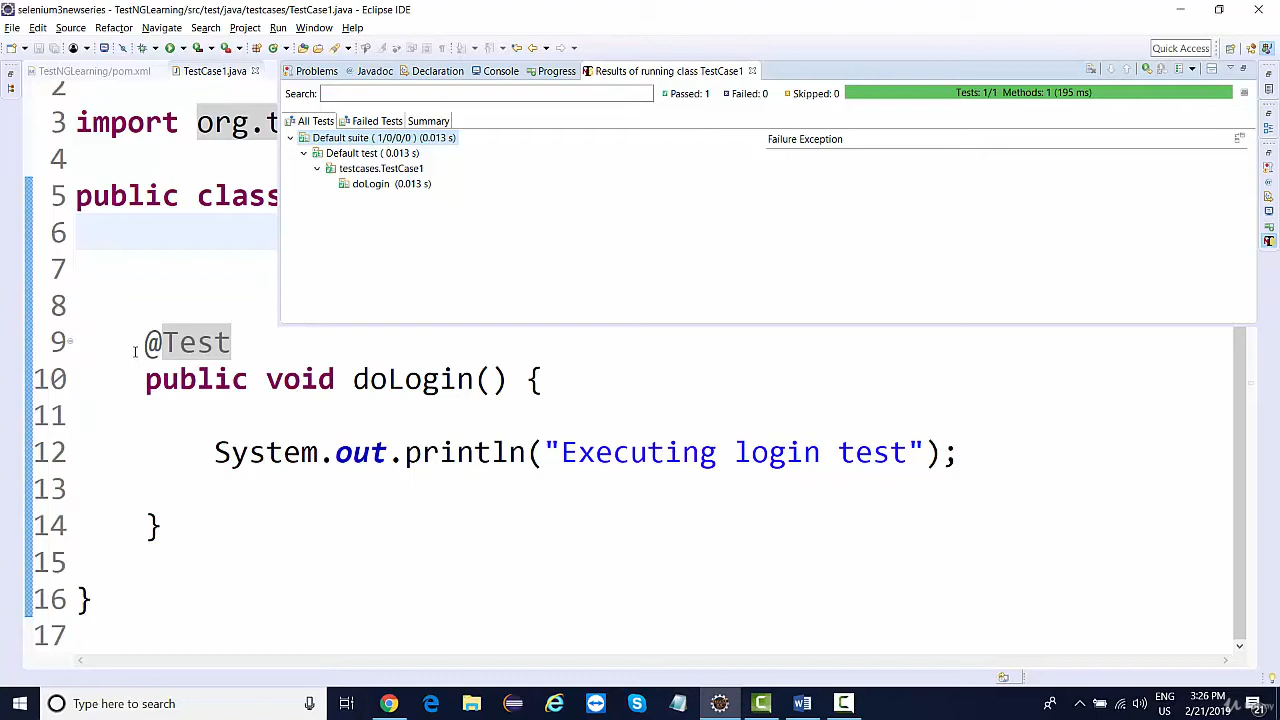 selenium3newseries - TestNGLearning/src/test/java/testcases/TestCase1.java - Eclipse IDE
File Edit Source Refactor Navigate Search Project Run Window Help
Quick Access
TestNGLearning/pom.xml TestCase1.java
Problems Javadoc Declaration Console Progress Results of running class TestCase1
Search: Passed: 1 Failed: 0 Skipped: 0 Tests: 1/1 Methods: 1 (195 ms)
All Tests Failed Tests Summary
Default suite ( 1/0/0/0 ) (0.013 s) Failure Exception
Default test ( 0.013 s)
testcases.TestCase1
doLogin (0.013 s)
2
3 import org.t
4
5 public class
6
7
8
9 @Test
10 public void doLogin() {
11
12 System.out.println("Executing login test");
13
14 }
15
16 }
17
Type here to search
ENG 3:26 PM
US 2/21/2019